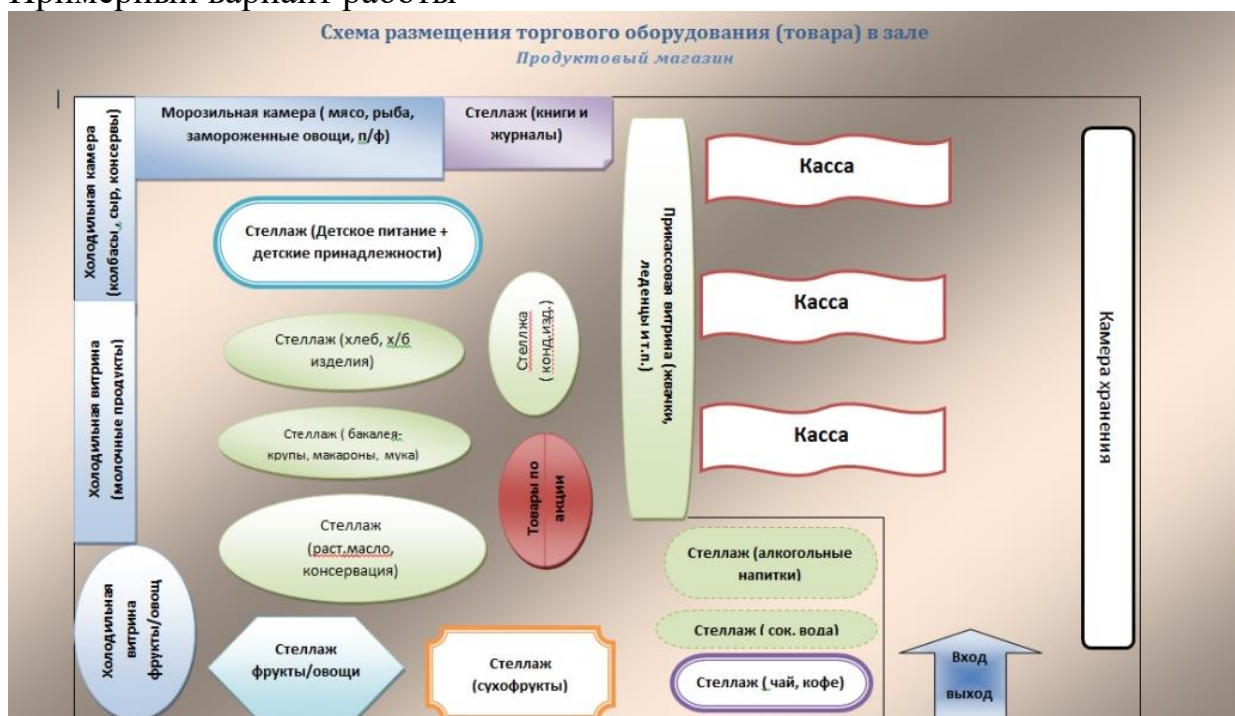 Примерный вариант работы
Схема размещения торгового оборудования (товара) в зале
Продуктовый магазин
Холодильная камера
(колбасы , сыр, консервы)
Морозильная камера ( мясо, рыба,
замороженные овощи, п/ф)
Стеллаж (книги и
журналы)
Прикассовая витрина (жвачки,
леденцы и т.п.)
Касса
Касса
Касса
Камера хранения
Стеллаж (Детское питание +
детские принадлежности)
Стеллжа
( конд.изд.)
Стеллаж (хлеб, х/б
изделия)
Холодильная витрина
(молочные продукты)
Стеллаж ( бакалея-
крупы, макароны, мука)
Товары по
акции
Стеллаж
(раст.масло,
консервация)
Стеллаж (алкогольные
напитки)
Холодильная
витрина
фрукты/овощ
Стеллаж
фрукты/овощи
Стеллаж
(сухофрукты)
Стеллаж ( сок, вода)
Стеллаж ( чай, кофе)
Вход
выход